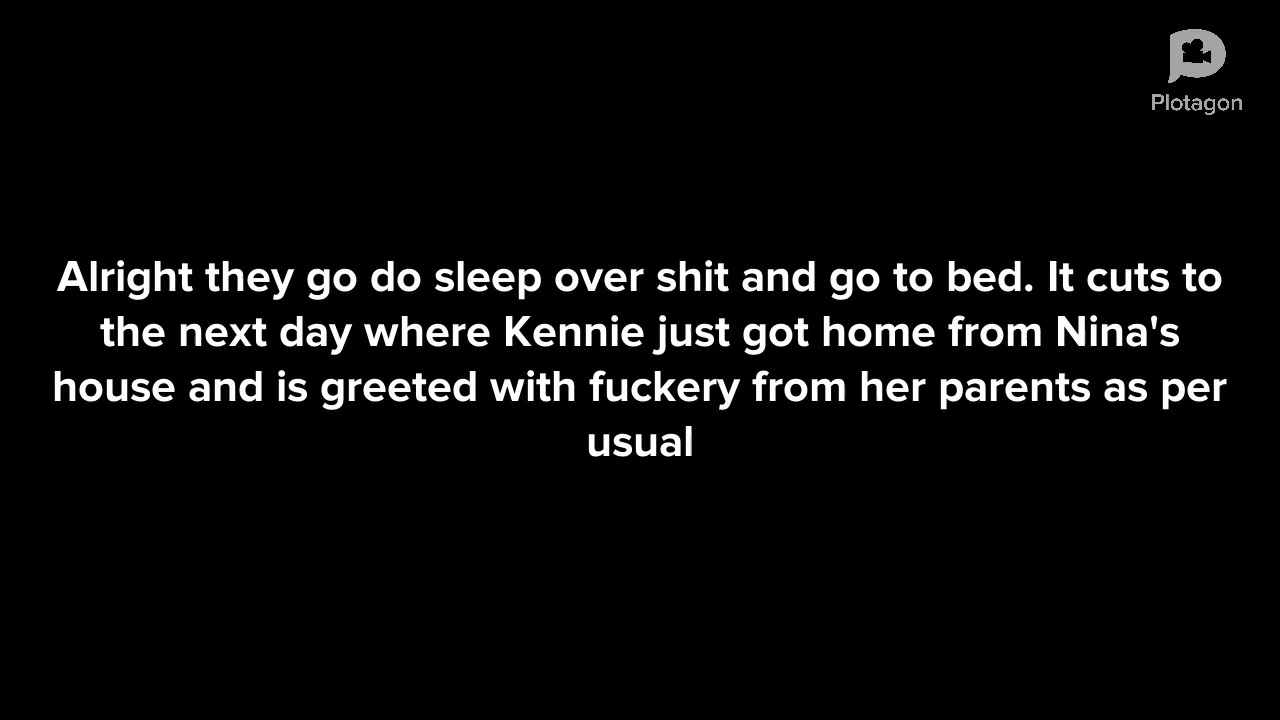 Plotagon
Alright they go do sleep over shit and go to bed. It cuts to
the next day where Kennie just got home from Nina's
house and is greeted with fuckery from her parents as per
usual